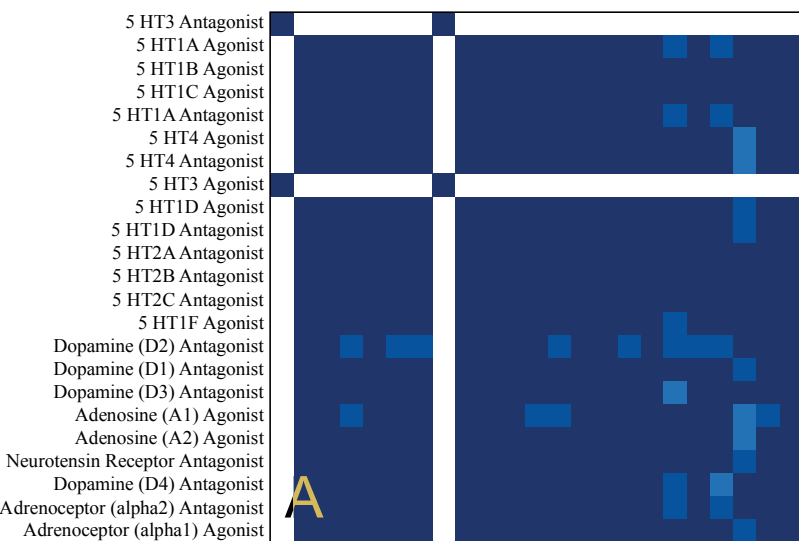 5 HT3 Antagonist
5 HT1A Agonist
5 HT1B Agonist
5 HT1C Agonist
5 HT1A Antagonist
5 HT4 Agonist
5 HT4 Antagonist
5 HT3 Agonist
5 HT1D Agonist
5 HT1D Antagonist
5 HT2A Antagonist
5 HT2B Antagonist
5 HT2C Antagonist
5 HT1F Agonist
Dopamine (D2) Antagonist
Dopamine (D1) Antagonist
Dopamine (D3) Antagonist
Adenosine (A1) Agonist
Adenosine (A2) Agonist
Neurotensin Receptor Antagonist
Dopamine (D4) Antagonist
A
Adrenoceptor (alpha2) Antagonist
Adrenoceptor (alpha1) Agonist